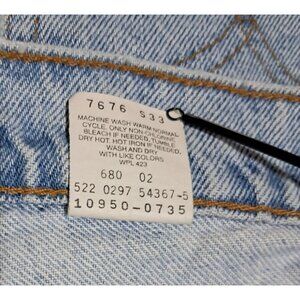 7676 S33
MACHINE WASH WARM NORMAL
CYCLE. ONLY NON-CHLORINE
BLEACH IF NEEDED. TUMBLE
DRY HOT. HOT IRON IF NEEDED.
WASH AND DRY
WITH LIKE COLORS
WPL 423
680 02
522 0297 54367-5
10950-0735